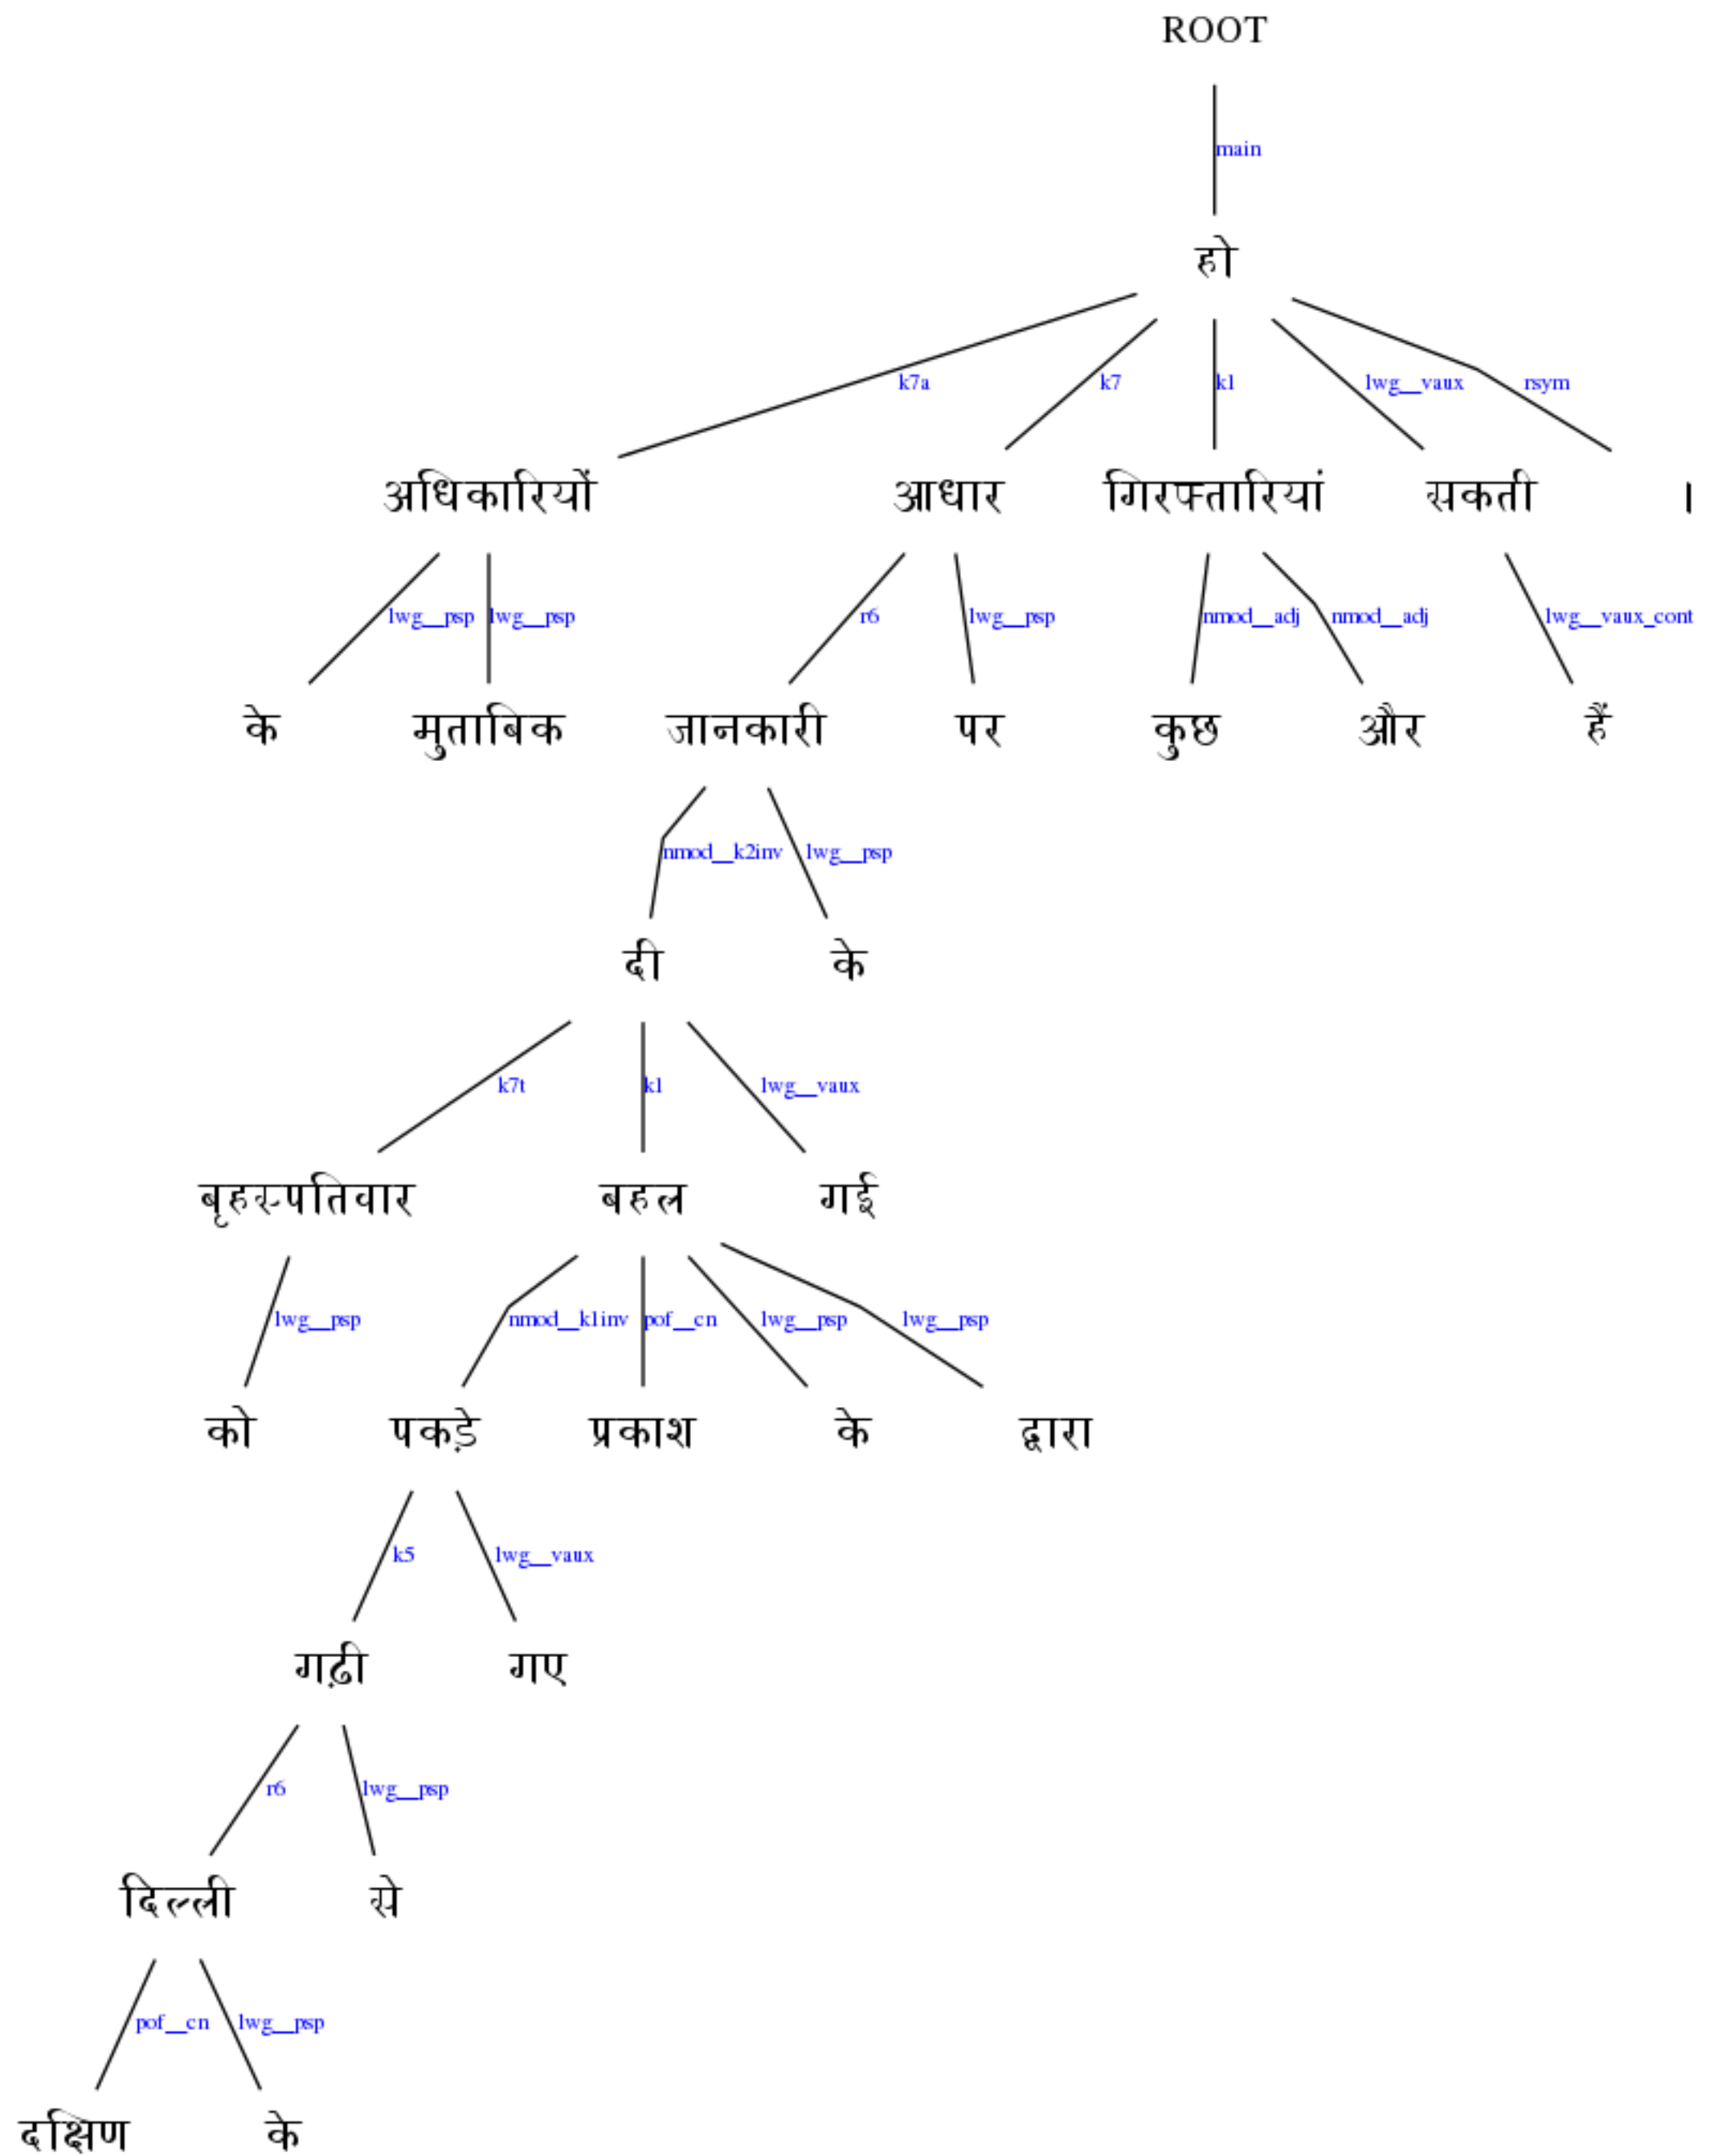 ROOT
main
हो
k7a k7 k1 lwg__vaux rsym
अधिकारियों आधार गिरफ्तारियां सकती ।
lwg__psp lwg__psp r6 lwg__psp nmod__adj nmod__adj lwg__vaux_cont
के मुताबिक जानकारी पर कुछ और हैं
nmod__k2inv lwg__psp
दी के
k7t k1 lwg__vaux
बृहस्पतिवार बहल गई
lwg__psp nmod__k1inv pof__cn lwg__psp lwg__psp
को पकड़े प्रकाश के द्वारा
k5 lwg__vaux
गढ़ी गए
r6 lwg__psp
दिल्ली से
pof__cn lwg__psp
दक्षिण के